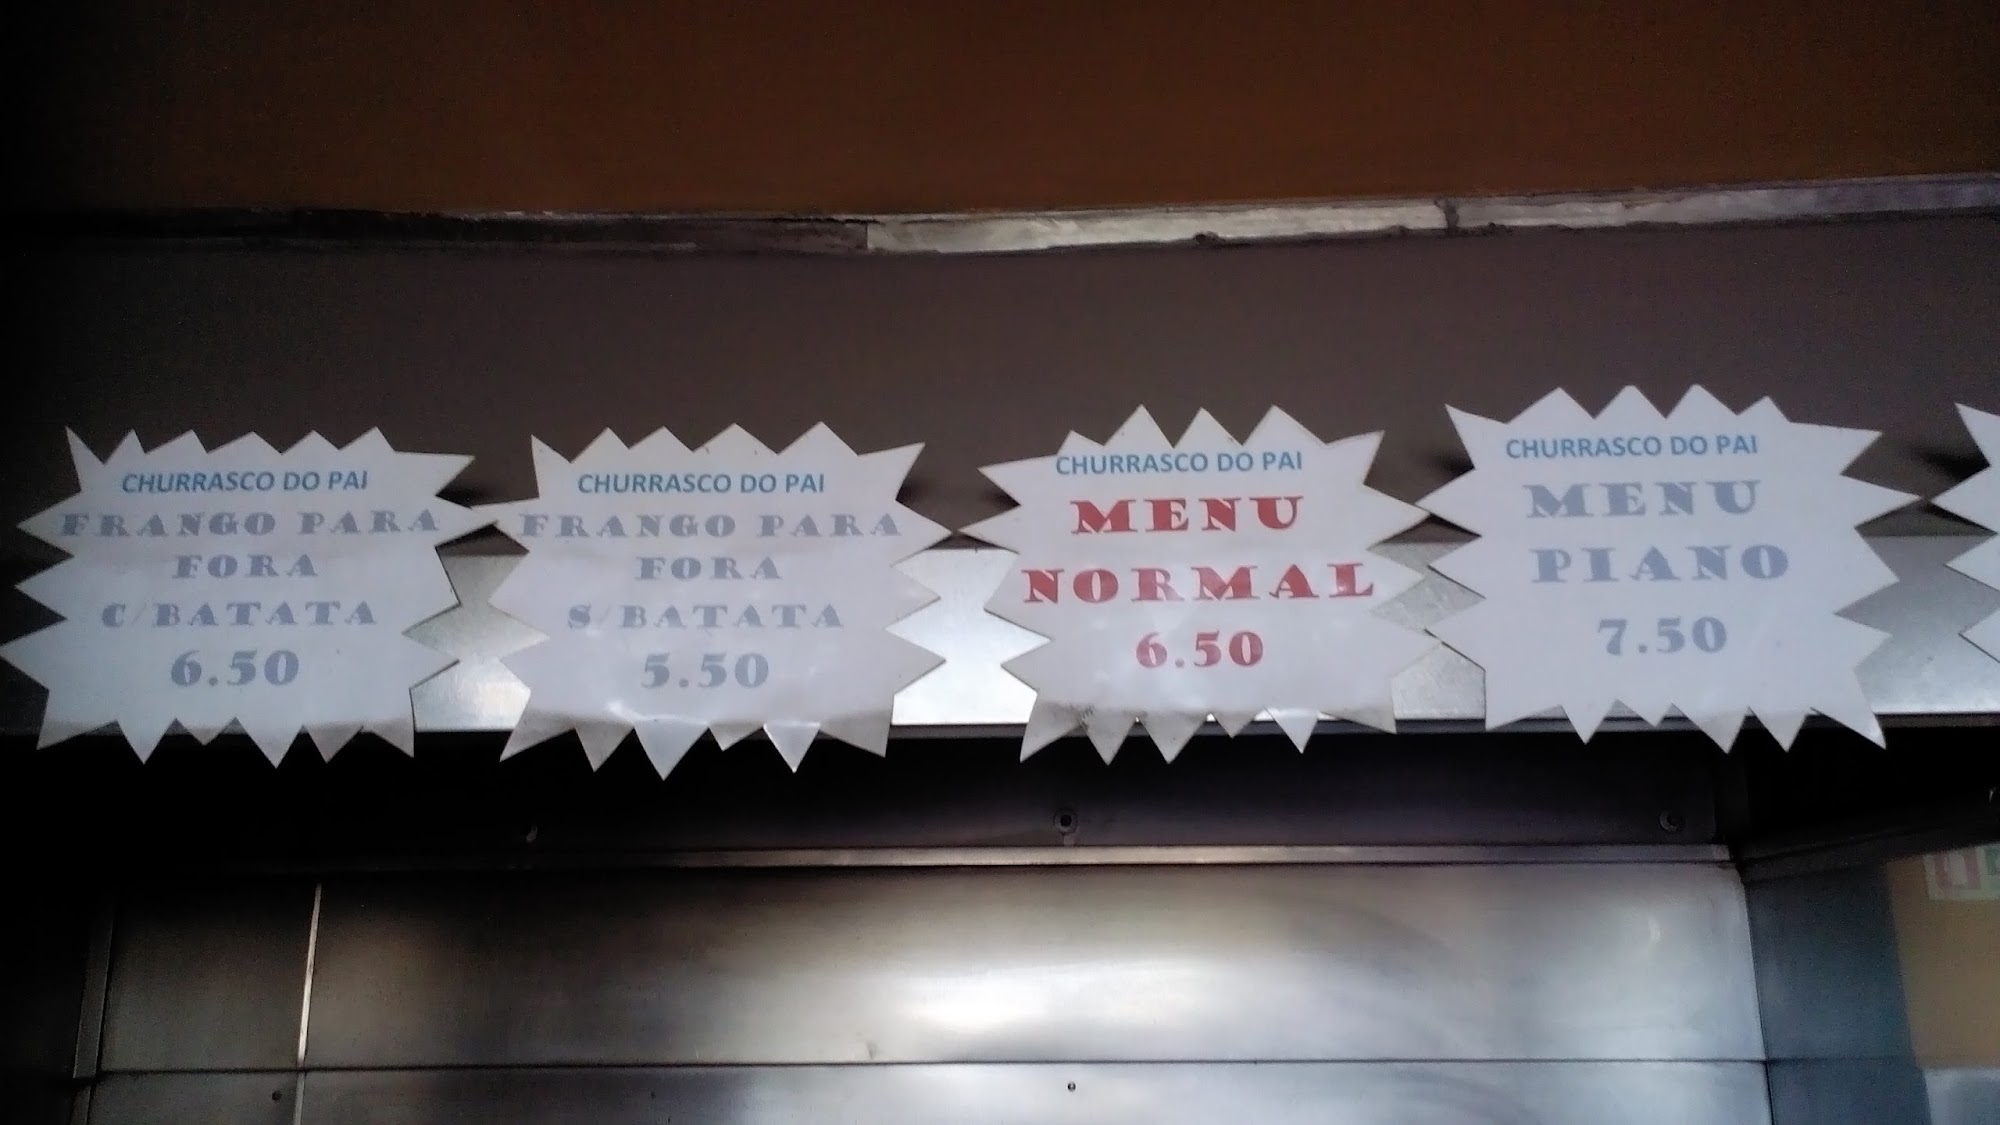 CHURRASCO DO PAI
FRANGO PARA
FORA
C/BATATA
6.50
CHURRASCO DO PAI
FRANGO PARA
FORA
S/BATATA
5.50
CHURRASCO DO PAI
MENU
NORMAL
6.50
CHURRASCO DO PAI
MENU
PIANO
7.50